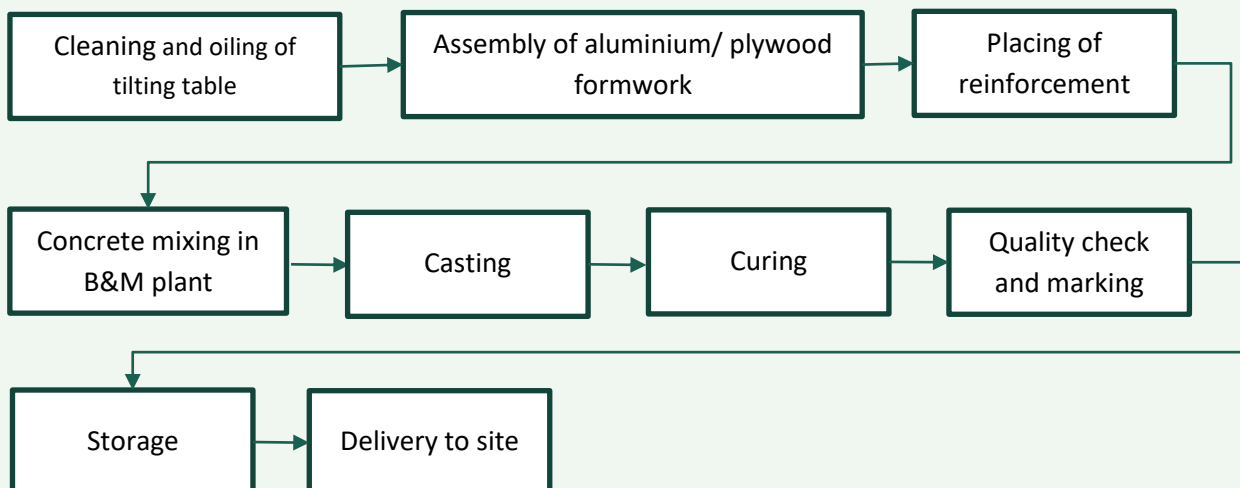 Cleaning and oiling of
tilting table
Assembly of aluminium/ plywood
formwork
Placing of
reinforcement
Concrete mixing in
B&M plant
Casting
Curing
Quality check
and marking
Storage
Delivery to site